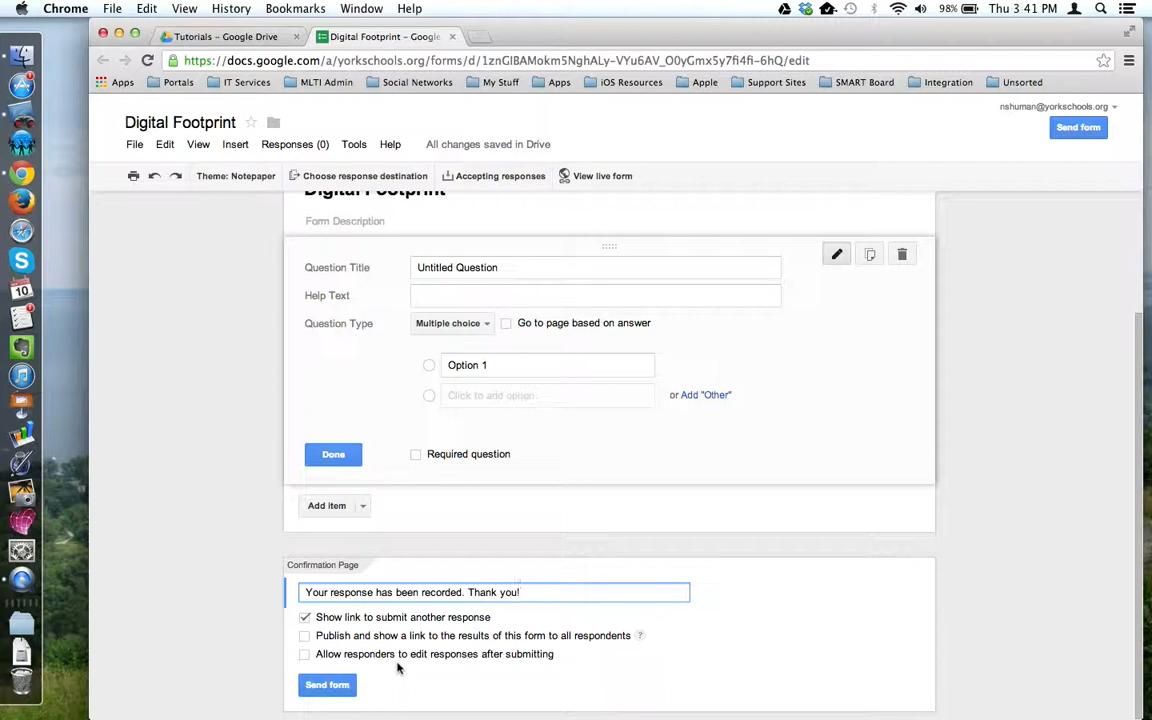 Chrome File Edit View History Bookmarks Window Help 98% Thu 3:41 PM
Tutorials – Google Drive Digital Footprint – Google
https://docs.google.com/a/yorkschools.org/forms/d/1znGIBAMokm5NghALy-VYu6AV_O0yGmx5y7fi4fi-6hQ/edit
Apps Portals IT Services MLTI Admin Social Networks My Stuff Apps iOS Resources Apple Support Sites SMART Board Integration Unsorted
nshuman@yorkschools.org
Digital Footprint
Send form
File Edit View Insert Responses (0) Tools Help All changes saved in Drive
Theme: Notepaper Choose response destination Accepting responses View live form
Digital Footprint
Form Description
Question Title Untitled Question
Help Text
Question Type Multiple choice Go to page based on answer
Option 1
Click to add option or Add "Other"
Done Required question
Add item
Confirmation Page
Your response has been recorded. Thank you!
Show link to submit another response
Publish and show a link to the results of this form to all respondents ?
Allow responders to edit responses after submitting
Send form
10